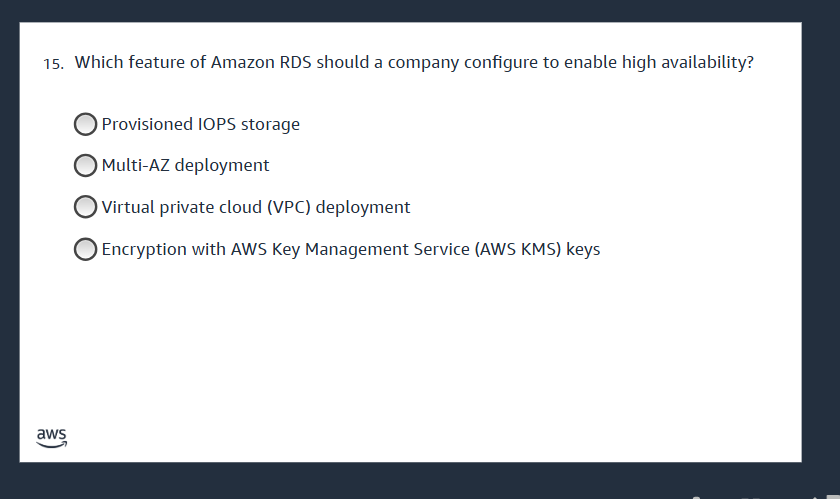 15. Which feature of Amazon RDS should a company configure to enable high availability?
Provisioned IOPS storage
Multi-AZ deployment
Virtual private cloud (VPC) deployment
Encryption with AWS Key Management Service (AWS KMS) keys
aws